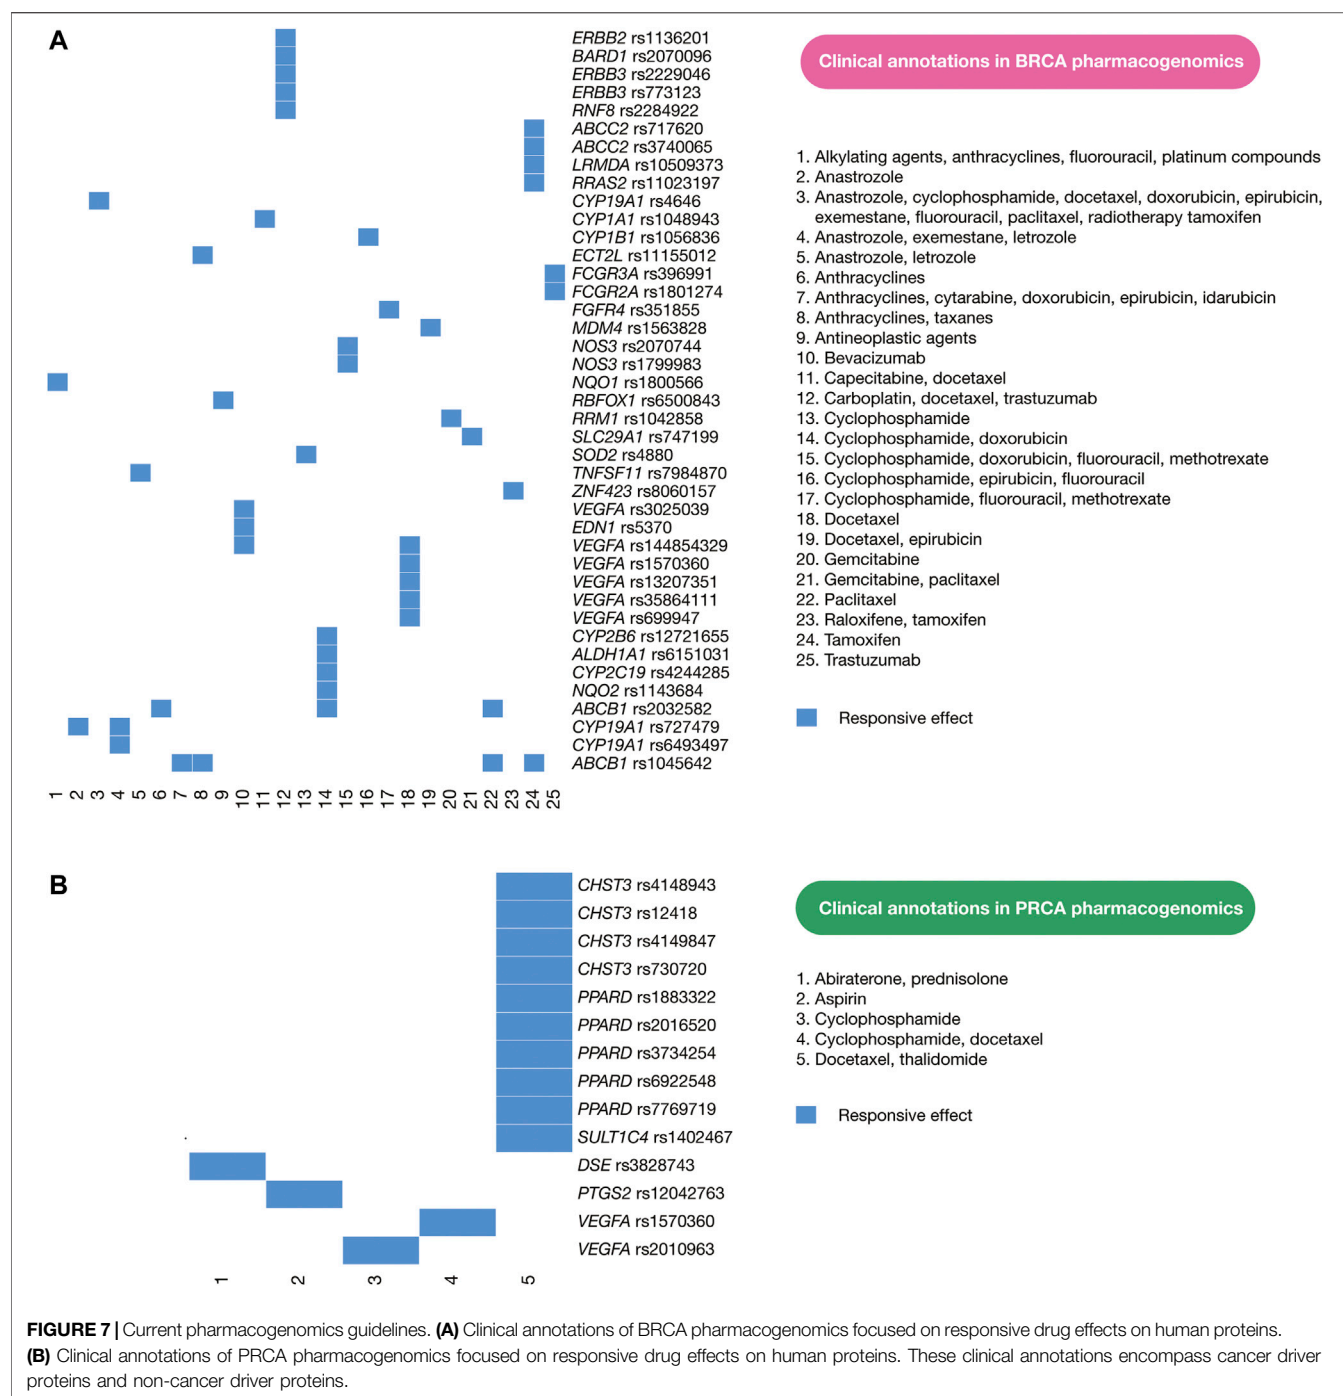 A
ERBB2 rs1136201
BARD1 rs2070096
ERBB3 rs2229046
ERBB3 rs773123
RNF8 rs2284922
ABCC2 rs717620
ABCC2 rs3740065
LRMDA rs10509373
RRAS2 rs11023197
CYP19A1 rs4646
CYP1A1 rs1048943
CYP1B1 rs1056836
ECT2L rs11155012
FCGR3A rs396991
FCGR2A rs1801274
FGFR4 rs351855
MDM4 rs1563828
NOS3 rs2070744
NOS3 rs1799983
NQO1 rs1800566
RBFOX1 rs6500843
RRM1 rs1042858
SLC29A1 rs747199
SOD2 rs4880
TNFSF11 rs7984870
ZNF423 rs8060157
VEGFA rs3025039
EDN1 rs5370
VEGFA rs144854329
VEGFA rs1570360
VEGFA rs13207351
VEGFA rs35864111
VEGFA rs699947
CYP2B6 rs12721655
ALDH1A1 rs6151031
CYP2C19 rs4244285
NQO2 rs1143684
ABCB1 rs2032582
CYP19A1 rs727479
CYP19A1 rs6493497
ABCB1 rs1045642
1 2 3 4 5 6 7 8 9 10 11 12 13 14 15 16 17 18 19 20 21 22 23 24 25
Clinical annotations in BRCA pharmacogenomics
1. Alkylating agents, anthracyclines, fluorouracil, platinum compounds
2. Anastrozole
3. Anastrozole, cyclophosphamide, docetaxel, doxorubicin, epirubicin,
exemestane, fluorouracil, paclitaxel, radiotherapy tamoxifen
4. Anastrozole, exemestane, letrozole
5. Anastrozole, letrozole
6. Anthracyclines
7. Anthracyclines, cytarabine, doxorubicin, epirubicin, idarubicin
8. Anthracyclines, taxanes
9. Antineoplastic agents
10. Bevacizumab
11. Capecitabine, docetaxel
12. Carboplatin, docetaxel, trastuzumab
13. Cyclophosphamide
14. Cyclophosphamide, doxorubicin
15. Cyclophosphamide, doxorubicin, fluorouracil, methotrexate
16. Cyclophosphamide, epirubicin, fluorouracil
17. Cyclophosphamide, fluorouracil, methotrexate
18. Docetaxel
19. Docetaxel, epirubicin
20. Gemcitabine
21. Gemcitabine, paclitaxel
22. Paclitaxel
23. Raloxifene, tamoxifen
24. Tamoxifen
25. Trastuzumab
Responsive effect
B
CHST3 rs4148943
CHST3 rs12418
CHST3 rs4149847
CHST3 rs730720
PPARD rs1883322
PPARD rs2016520
PPARD rs3734254
PPARD rs6922548
PPARD rs7769719
SULT1C4 rs1402467
DSE rs3828743
PTGS2 rs12042763
VEGFA rs1570360
VEGFA rs2010963
1 2 3 4 5
Clinical annotations in PRCA pharmacogenomics
1. Abiraterone, prednisolone
2. Aspirin
3. Cyclophosphamide
4. Cyclophosphamide, docetaxel
5. Docetaxel, thalidomide
Responsive effect
FIGURE 7 | Current pharmacogenomics guidelines. (A) Clinical annotations of BRCA pharmacogenomics focused on responsive drug effects on human proteins.
(B) Clinical annotations of PRCA pharmacogenomics focused on responsive drug effects on human proteins. These clinical annotations encompass cancer driver
proteins and non-cancer driver proteins.